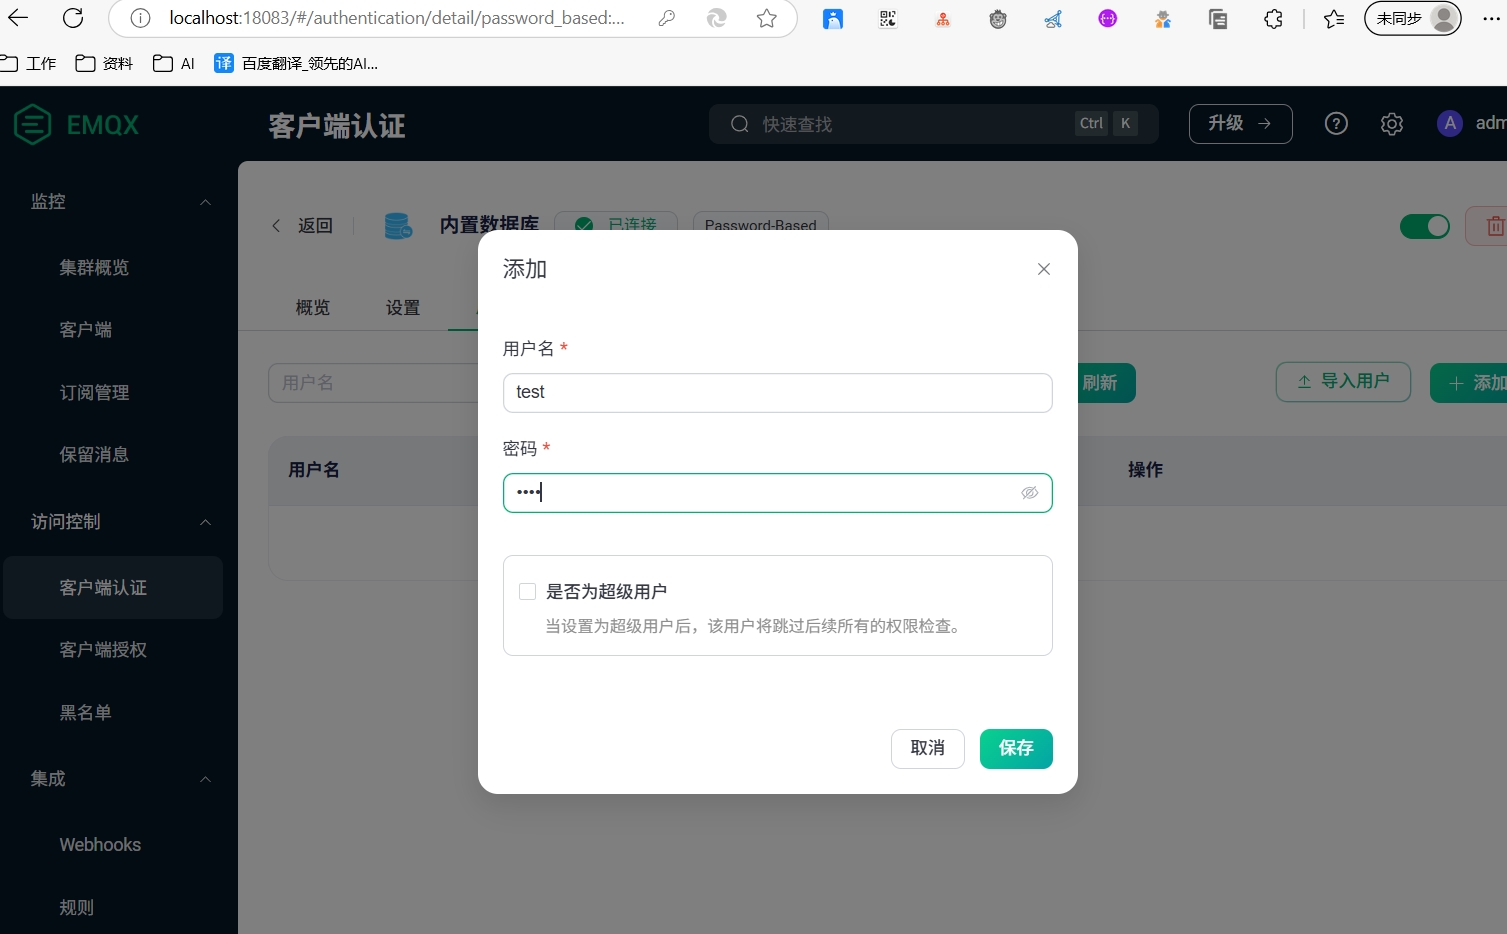 localhost:18083/#/authentication/detail/password_based:...
未同步
工作
资料
AI
译 百度翻译_领先的AI...
EMQX
客户端认证
快速查找
Ctrl K
升级
A
监控
返回
内置数据库
已连接
Password-Based
集群概览
添加
概览
设置
客户端
用户名 *
用户名
test
刷新
导入用户
添加
订阅管理
密码 *
保留消息
用户名
操作
••••
访问控制
客户端认证
是否为超级用户
当设置为超级用户后，该用户将跳过后续所有的权限检查。
客户端授权
黑名单
取消
保存
集成
Webhooks
规则